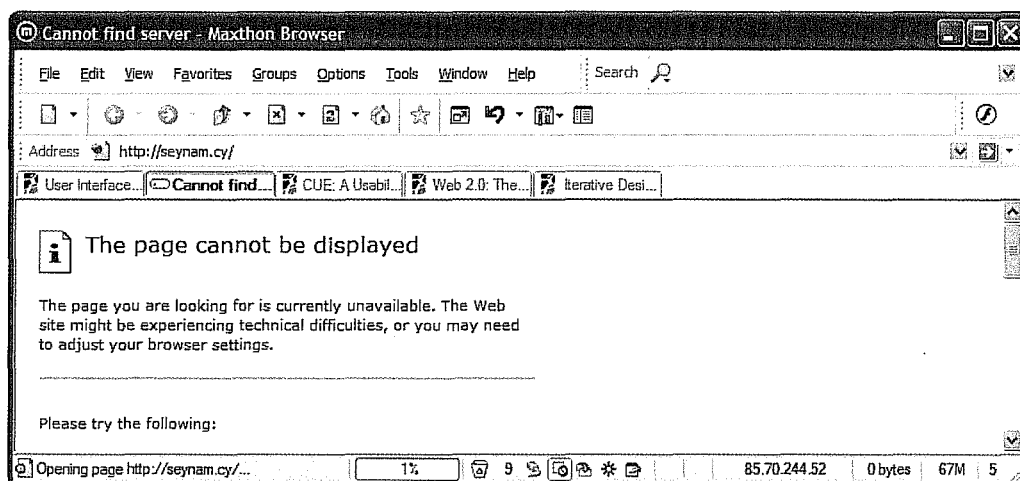 Cannot find server - Maxthon Browser
File Edit View Favorites Groups Options Tools Window Help Search
Address http://seynam.cy/
User Interface... Cannot find... CUE: A Usabil... Web 2.0: The... Iterative Desi...
The page cannot be displayed
The page you are looking for is currently unavailable. The Web
site might be experiencing technical difficulties, or you may need
to adjust your browser settings.
Please try the following:
Opening page http://seynam.cy/... 1% 9 85.70.244.52 0 bytes 67M 5